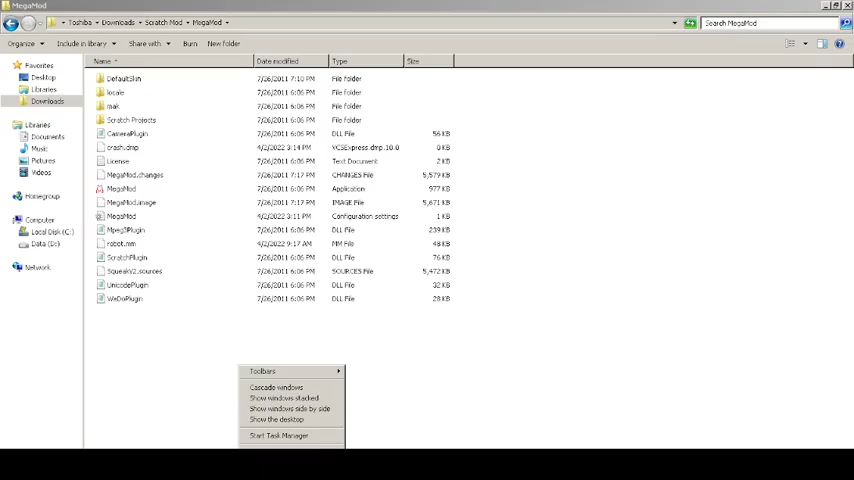 MegaMod
Toshiba Downloads Scratch Mod MegaMod
Search MegaMod
Organize Include in library Share with Burn New folder
Name Date modified Type Size
Favorites
Desktop
Libraries
Downloads
Libraries
Documents
Music
Pictures
Videos
Homegroup
Computer
Local Disk (C:)
Data (D:)
Network
DefaultSkin 7/26/2011 7:10 PM File folder
locale 7/26/2011 6:06 PM File folder
mak 7/26/2011 6:06 PM File folder
Scratch Projects 7/26/2011 6:06 PM File folder
CameraPlugin 7/26/2011 6:06 PM DLL File 56 KB
crash.dmp 4/2/2022 3:14 PM VCSExpress.dmp.10.0 0 KB
License 7/26/2011 6:06 PM Text Document 2 KB
MegaMod.changes 7/26/2011 7:17 PM CHANGES File 5,579 KB
MegaMod 7/26/2011 6:06 PM Application 977 KB
MegaMod.image 7/26/2011 7:17 PM IMAGE File 5,671 KB
MegaMod 4/2/2022 3:11 PM Configuration settings 1 KB
Mpeg3Plugin 7/26/2011 6:06 PM DLL File 239 KB
robot.mm 4/2/2022 9:17 AM MM File 48 KB
ScratchPlugin 7/26/2011 6:06 PM DLL File 76 KB
SqueakV2.sources 7/26/2011 6:06 PM SOURCES File 5,472 KB
UnicodePlugin 7/26/2011 6:06 PM DLL File 32 KB
WeDoPlugin 7/26/2011 6:06 PM DLL File 28 KB
Toolbars
Cascade windows
Show windows stacked
Show windows side by side
Show the desktop
Start Task Manager